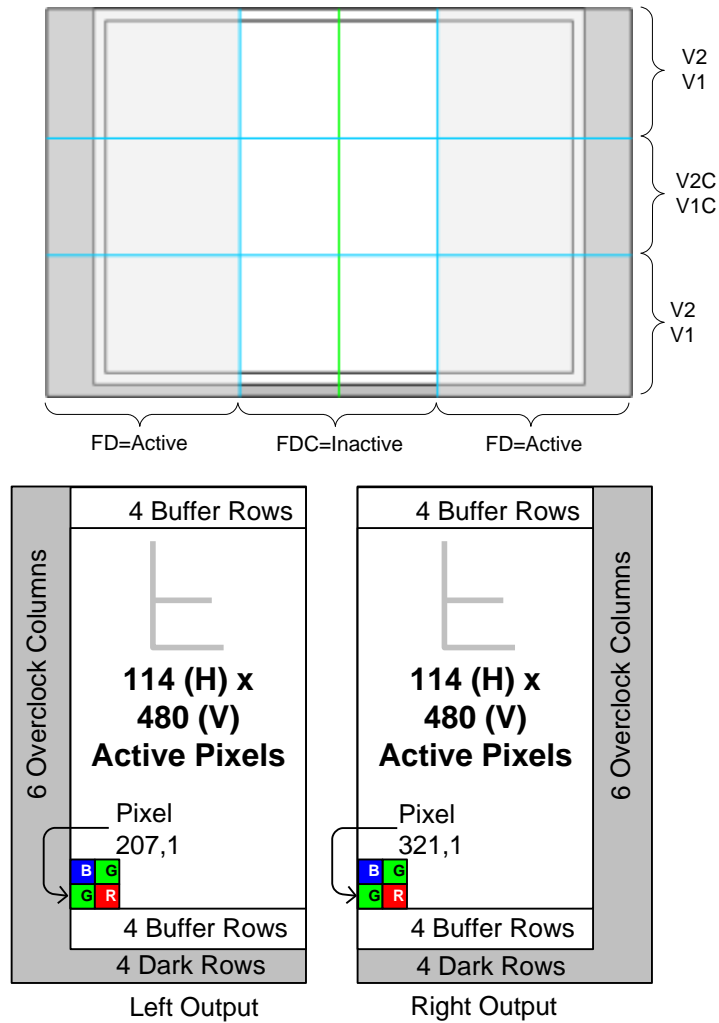 V2
V1
V2C
V1C
V2
V1
FD=Active
FDC=Inactive
FD=Active
4 Buffer Rows
6 Overclock Columns
114 (H) x
480 (V)
Active Pixels
Pixel
207,1
B G
G R
4 Buffer Rows
4 Dark Rows
Left Output
4 Buffer Rows
6 Overclock Columns
114 (H) x
480 (V)
Active Pixels
Pixel
321,1
B G
G R
4 Buffer Rows
4 Dark Rows
Right Output